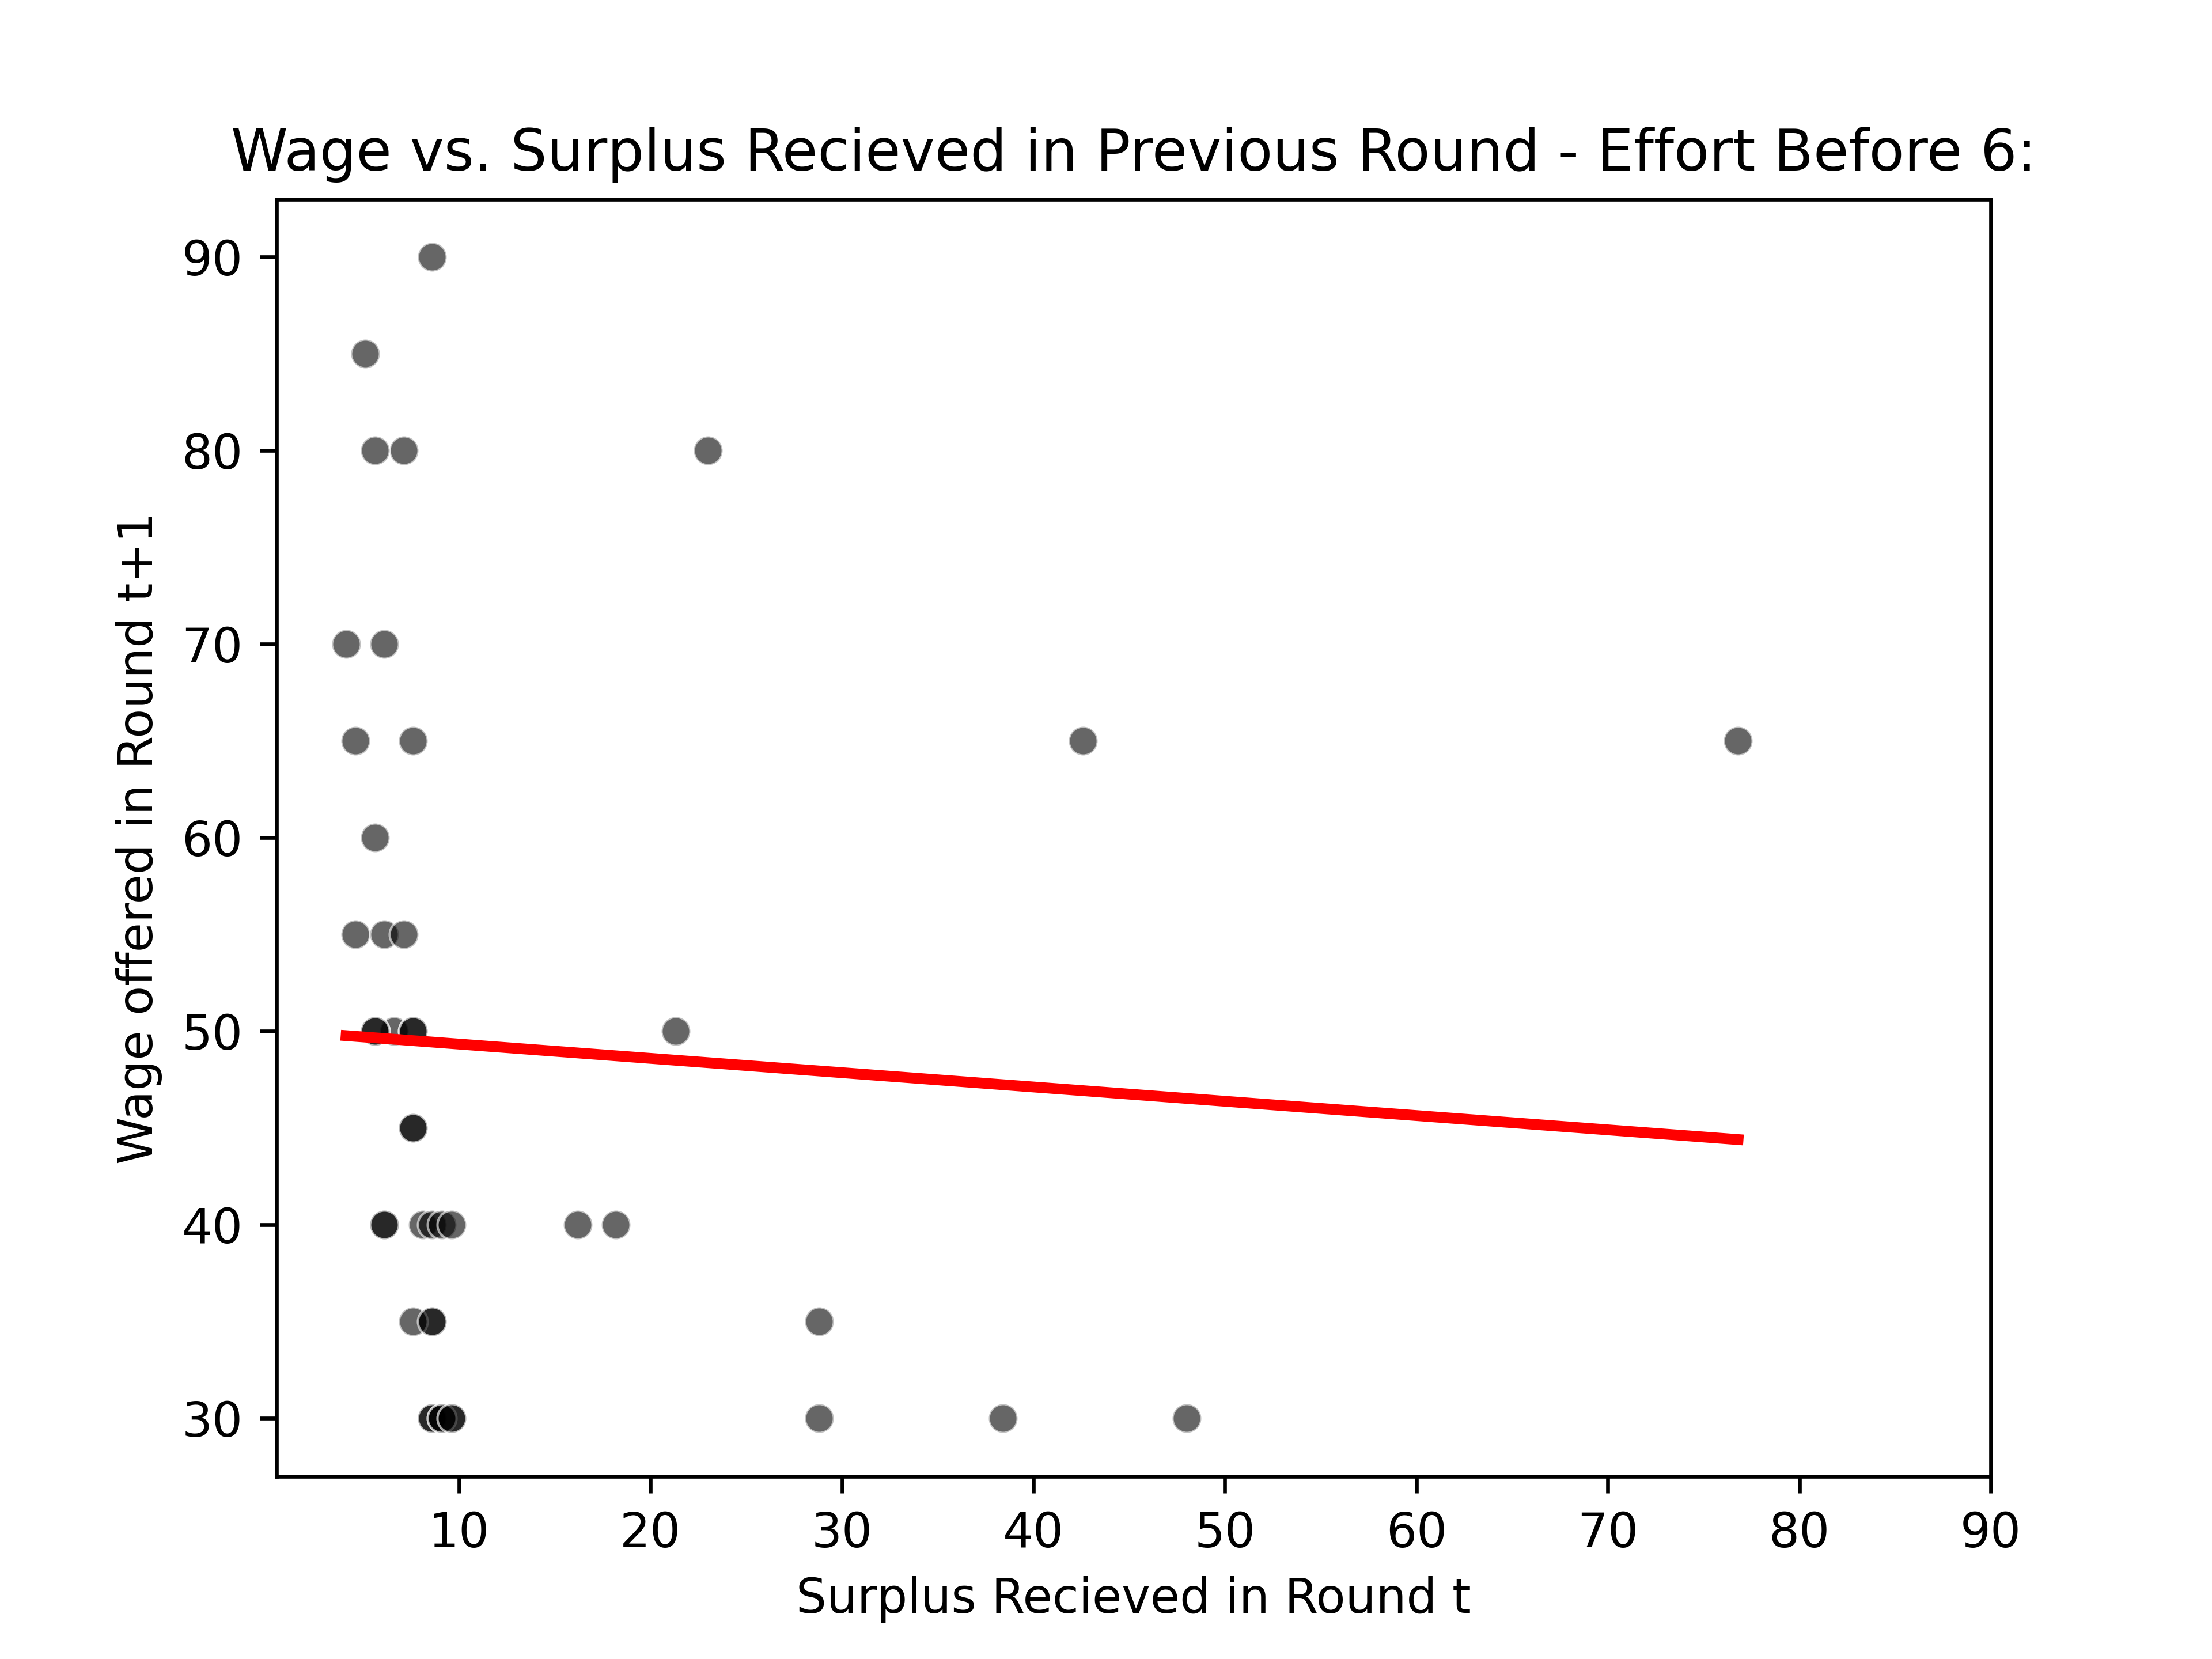 Wage vs. Surplus Recieved in Previous Round - Effort Before 6:
Wage offered in Round t+1
90
80
70
60
50
40
30
10 20 30 40 50 60 70 80 90
Surplus Recieved in Round t